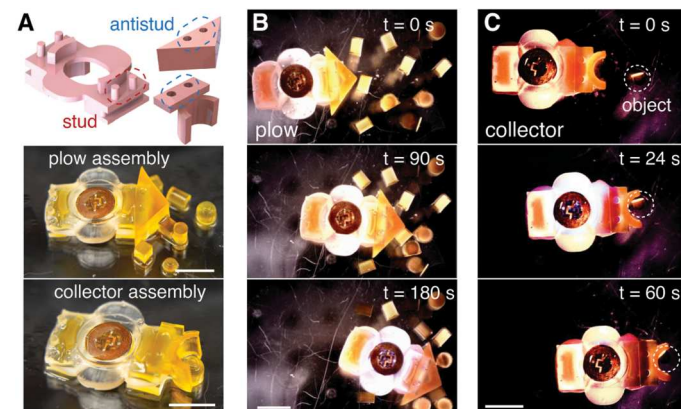 A
antistud
stud
plow assembly
collector assembly
B
t = 0 s
plow
t = 90 s
t = 180 s
C
t = 0 s
object
collector
t = 24 s
t = 60 s